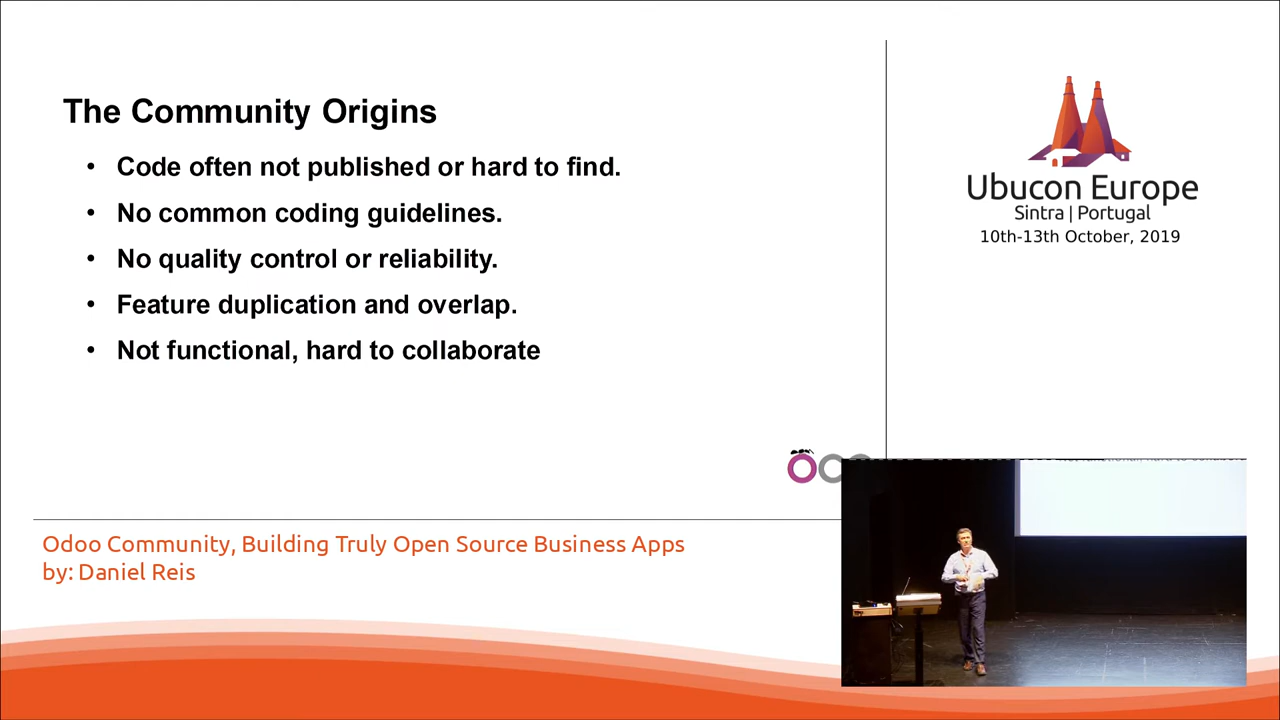 The Community Origins
• Code often not published or hard to find.
• No common coding guidelines.
• No quality control or reliability.
• Feature duplication and overlap.
• Not functional, hard to collaborate
Ubucon Europe
Sintra | Portugal
10th-13th October, 2019
Odoo Community, Building Truly Open Source Business Apps
by: Daniel Reis